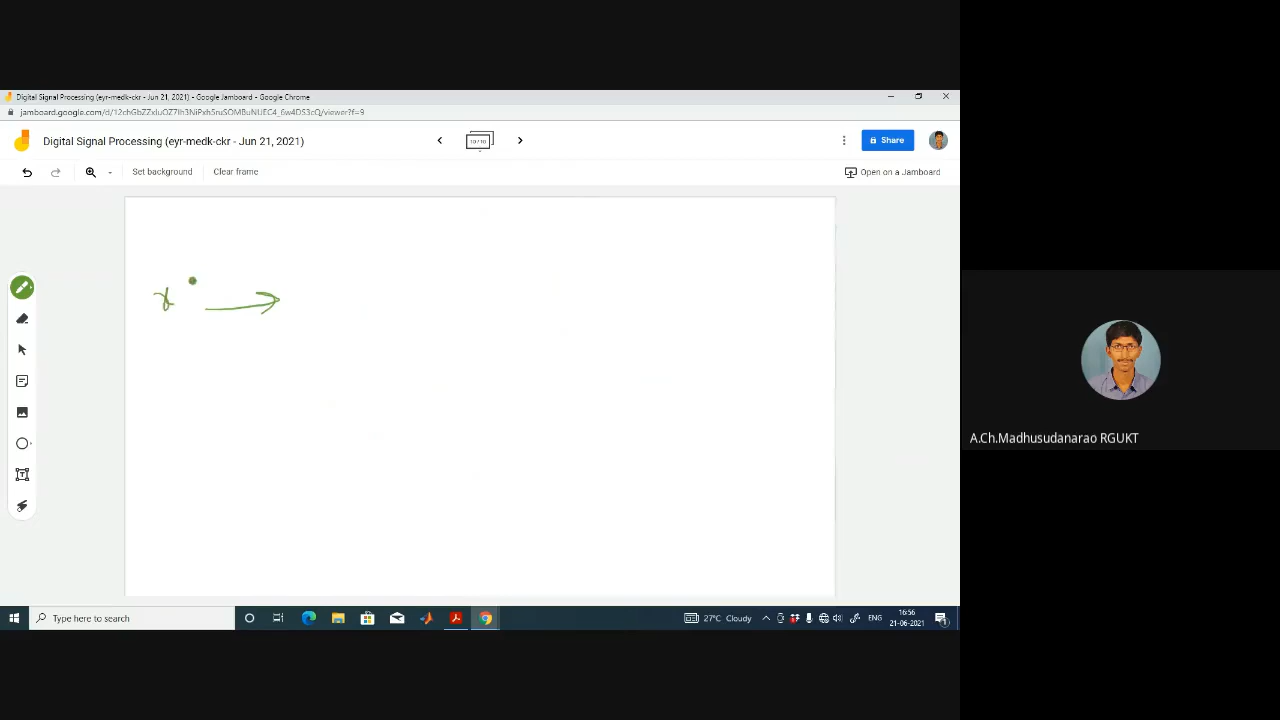 Digital Signal Processing (eyr-medk-ckr - Jun 21, 2021) - Google Jamboard - Google Chrome
Digital Signal Processing (eyr-medk-ckr - Jun 21, 2021)
10 / 10
Share
Set background
Clear frame
Open on a Jamboard
x
A.Ch.Madhusudanarao RGUKT
Type here to search
27°C Cloudy
ENG
16:56
21-06-2021